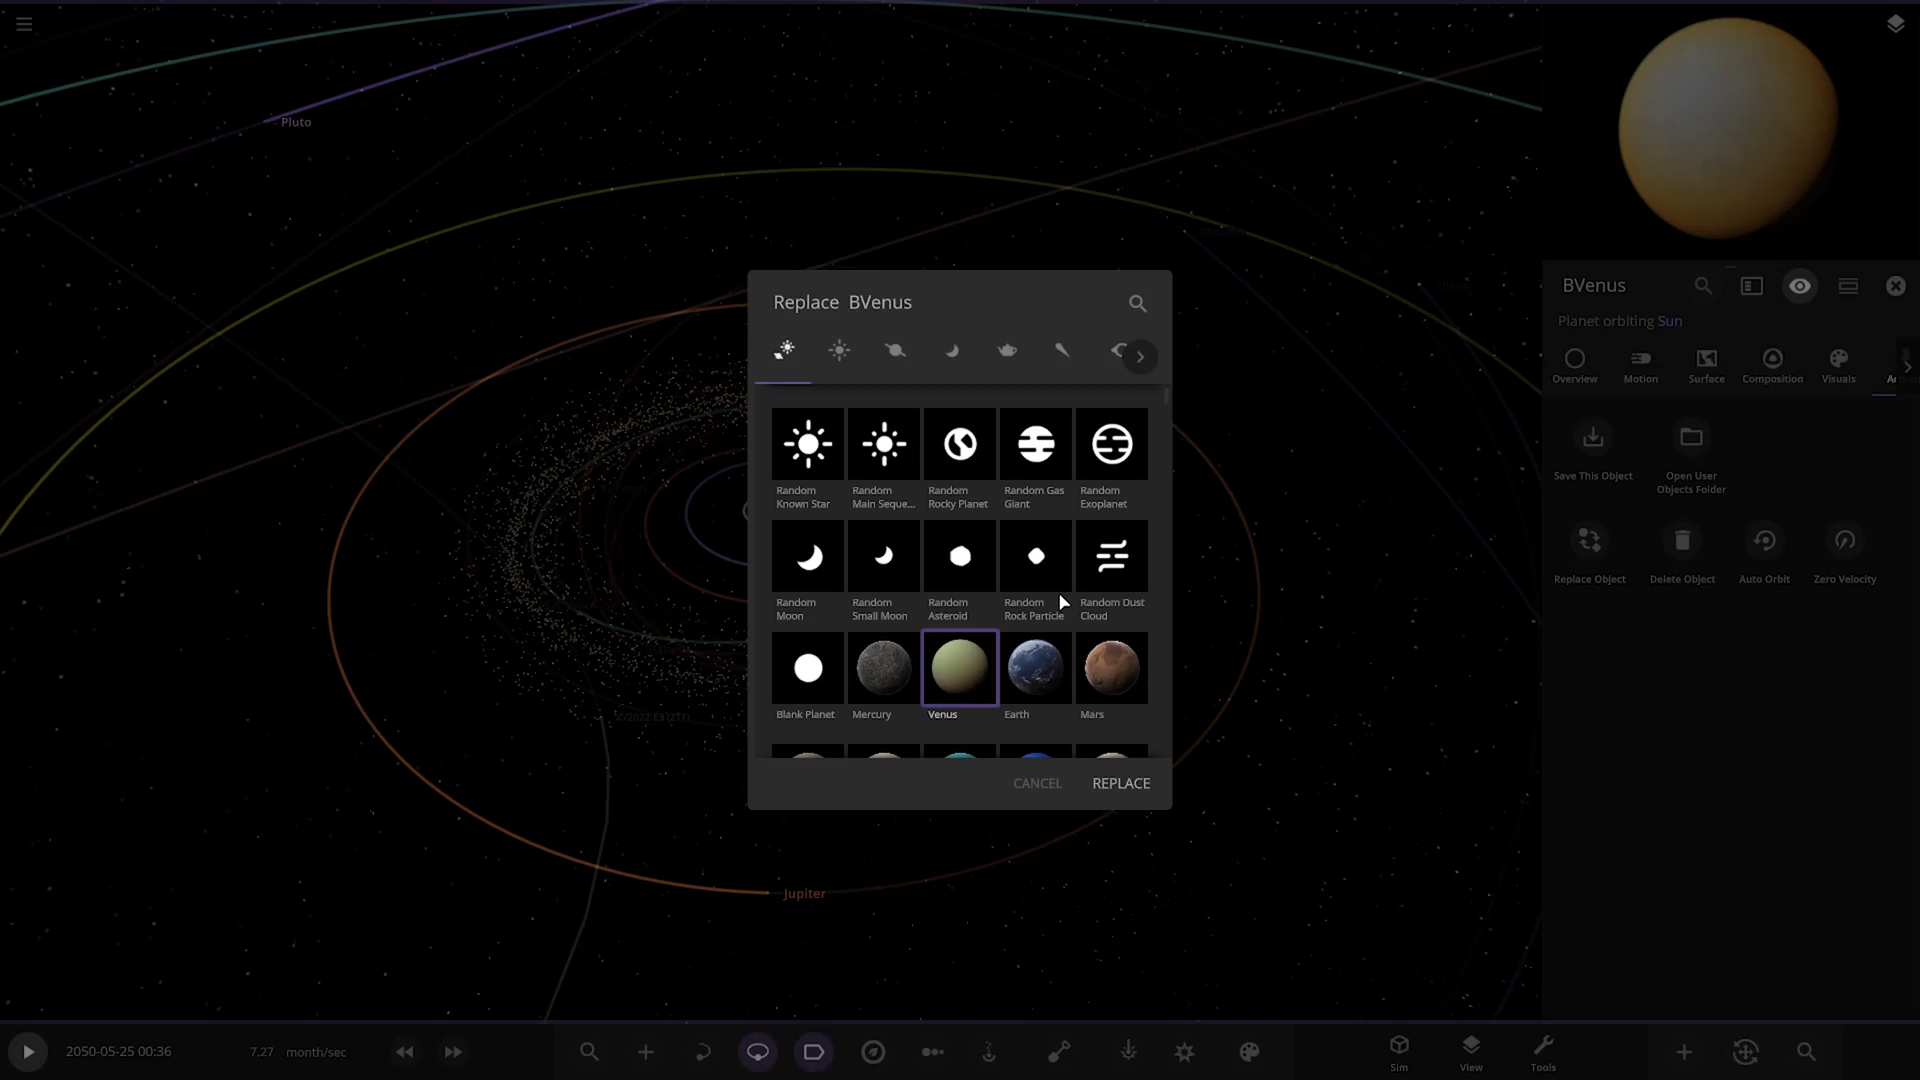 Pluto
C/2022 E3 (ZTF)
Jupiter
Replace BVenus
Random Known Star
Random Main Seque...
Random Rocky Planet
Random Gas Giant
Random Exoplanet
Random Moon
Random Small Moon
Random Asteroid
Random Rock Particle
Random Dust Cloud
Blank Planet
Mercury
Venus
Earth
Mars
CANCEL
REPLACE
BVenus
Planet orbiting Sun
Overview
Motion
Surface
Composition
Visuals
Save This Object
Open User Objects Folder
Replace Object
Delete Object
Auto Orbit
Zero Velocity
2050-05-25 00:36
7.27 month/sec
Sim
View
Tools